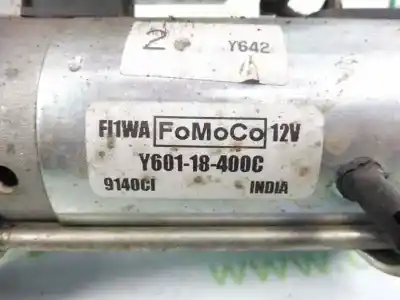 2
Y642
FI1WA FoMoCo 12V
Y601-18-400C
9140CI INDIA